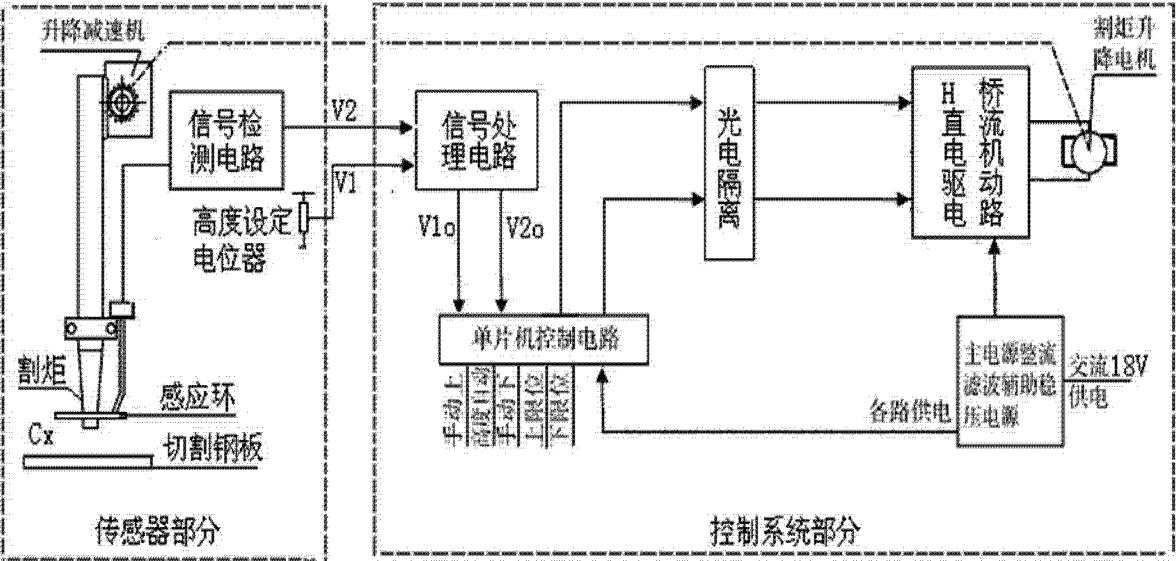 升降减速机
割炬升
降电机
信号检
测电路
V2
V1
高度设定
电位器
信号处
理电路
V1o
V2o
光电隔离
H桥
直流
电机
驱动
电路
单片机控制电路
手动上
高度自动
手动下
上限位
下限位
主电源整流
滤波辅助稳
压电源
交流18V
供电
各路供电
割炬
感应环
Cx
切割钢板
传感器部分
控制系统部分